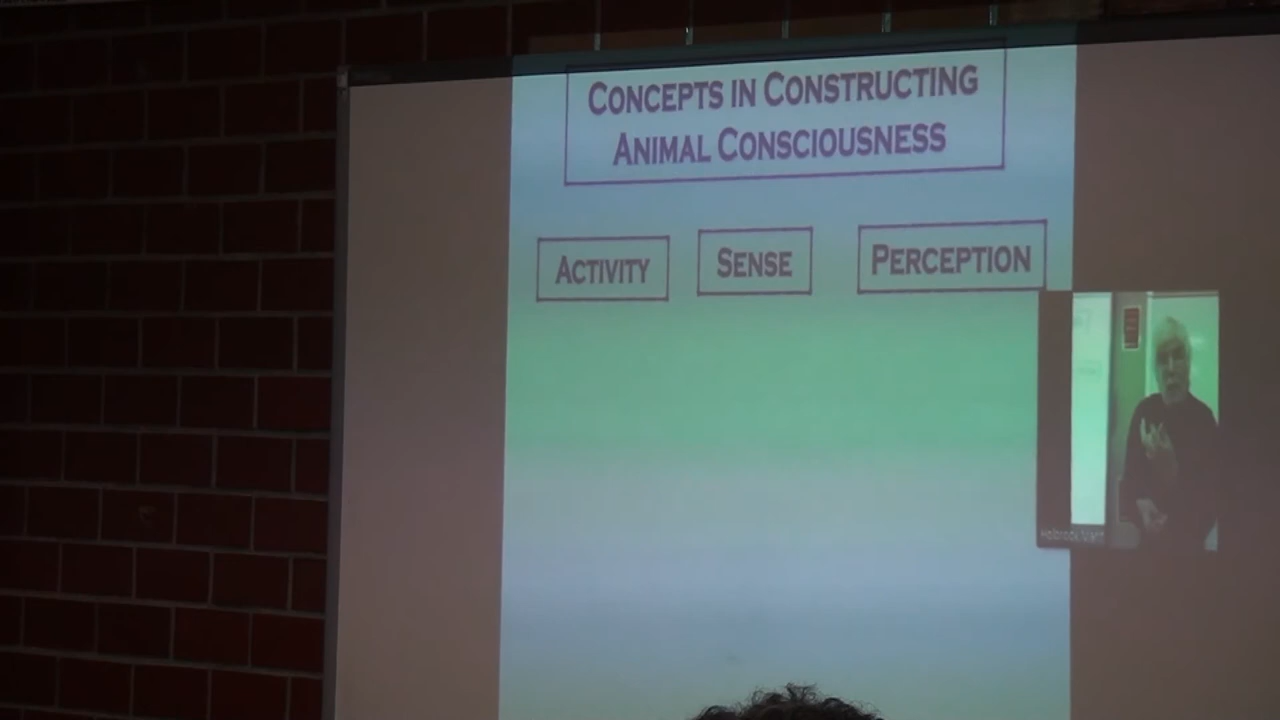 CONCEPTS IN CONSTRUCTING
ANIMAL CONSCIOUSNESS
ACTIVITY
SENSE
PERCEPTION